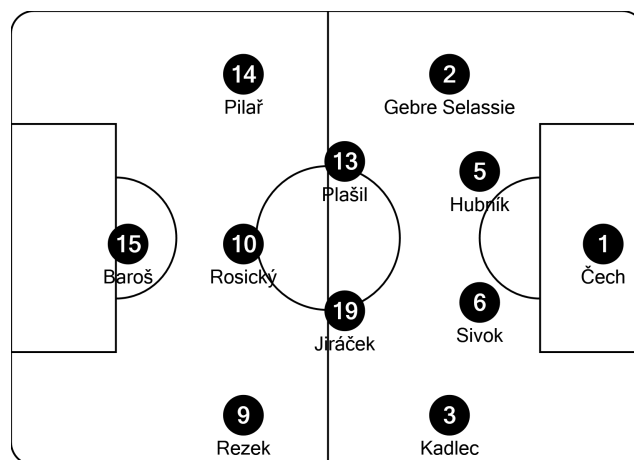 14
Pilař
2
Gebre Selassie
13
Plašil
5
Hubník
15
Baroš
10
Rosický
1
Čech
19
Jiráček
6
Sivok
9
Rezek
3
Kadlec